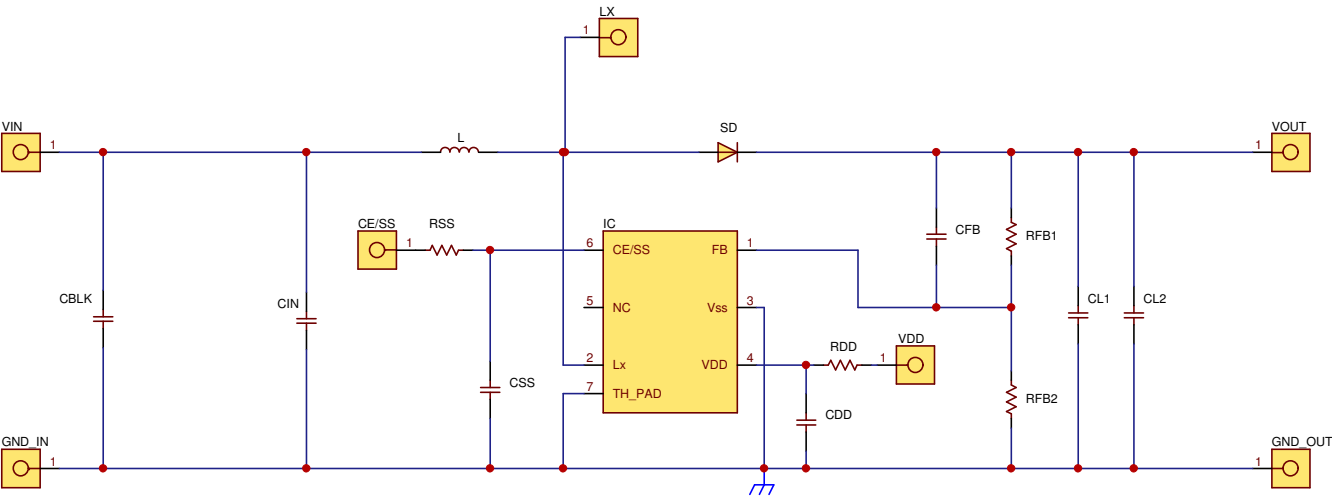 LX
1
VIN
1
L
SD
VOUT
1
CE/SS
1
RSS
IC
6
CE/SS
FB
1
CFB
RFB1
CBLK
CIN
5
NC
Vss
3
CL1
CL2
2
Lx
VDD
4
RDD
1
VDD
7
TH_PAD
CSS
CDD
RFB2
GND_IN
1
GND_OUT
1